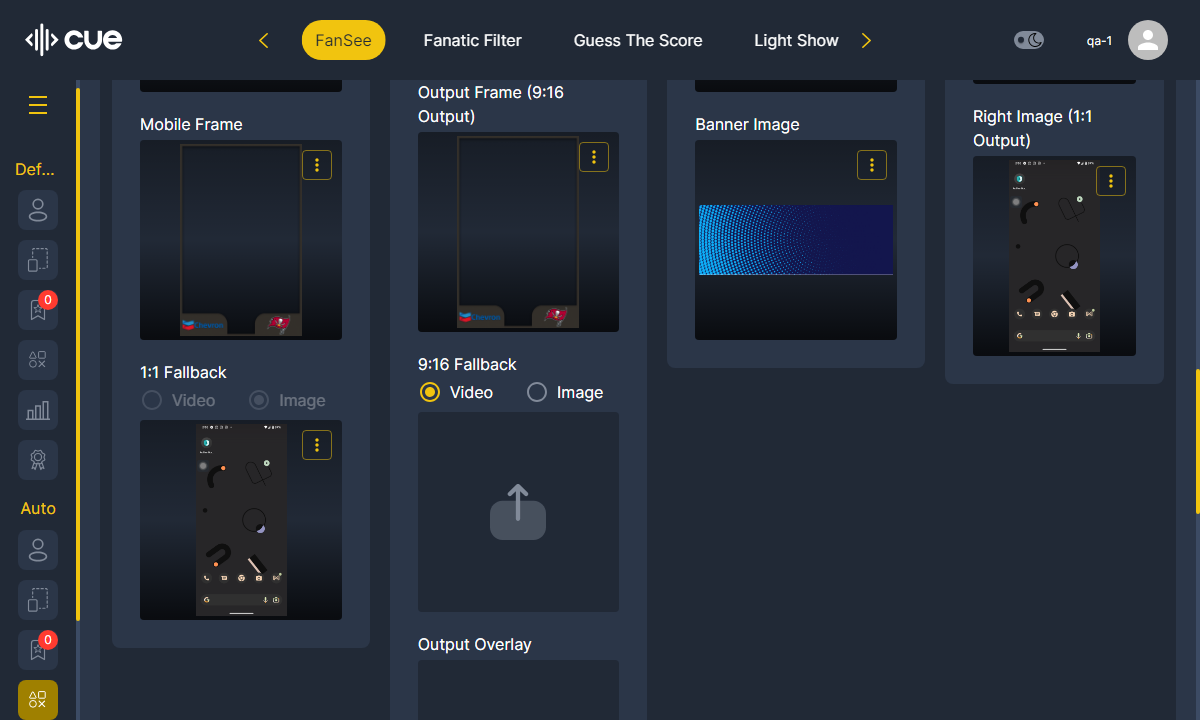 cue
FanSee
Fanatic Filter
Guess The Score
Light Show
qa-1
Def...
0
Auto
0
Mobile Frame
1:1 Fallback
Video
Image
Output Frame (9:16
Output)
9:16 Fallback
Video
Image
Output Overlay
Banner Image
Right Image (1:1
Output)